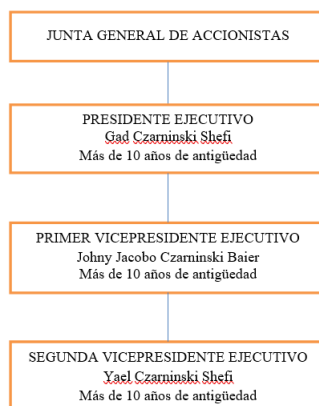 JUNTA GENERAL DE ACCIONISTAS
PRESIDENTE EJECUTIVO
Gad Czarninski Shefi
Más de 10 años de antigüedad
PRIMER VICEPRESIDENTE EJECUTIVO
Johny Jacobo Czarninski Baier
Más de 10 años de antigüedad
SEGUNDA VICEPRESIDENTE EJECUTIVO
Yael Czarninski Shefi
Más de 10 años de antigüedad